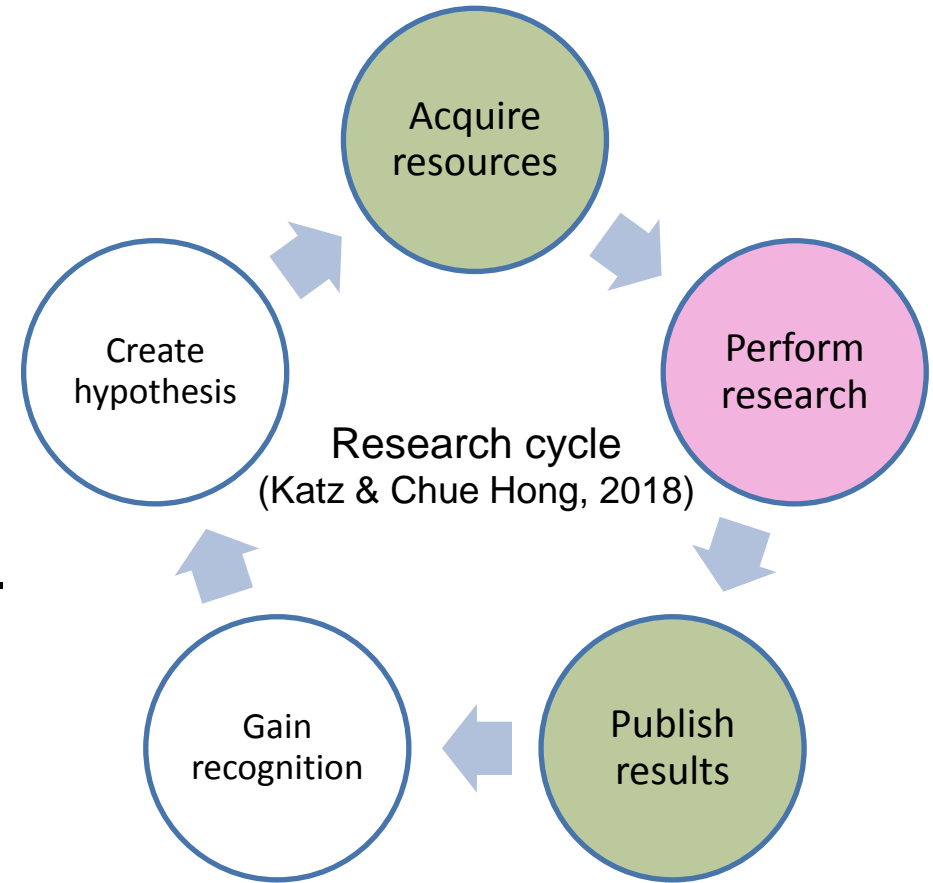 Acquire
resources
Perform
research
Publish
results
Gain
recognition
Create
hypothesis
Research cycle
(Katz & Chue Hong, 2018)